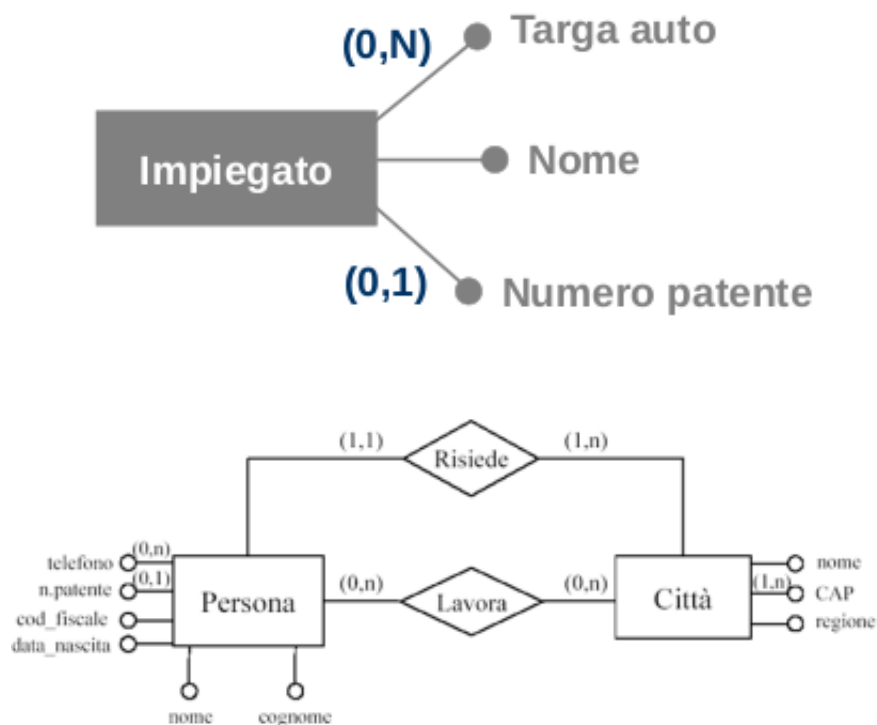 (0,N)
Targa auto
Impiegato
Nome
(0,1)
Numero patente
(1,1)
Risiede
(1,n)
telefono
(0,n)
n.patente
(0,1)
cod_fiscale
data_nascita
Persona
(0,n)
Lavora
(0,n)
Città
nome
(1,n)
CAP
regione
nome
cognome